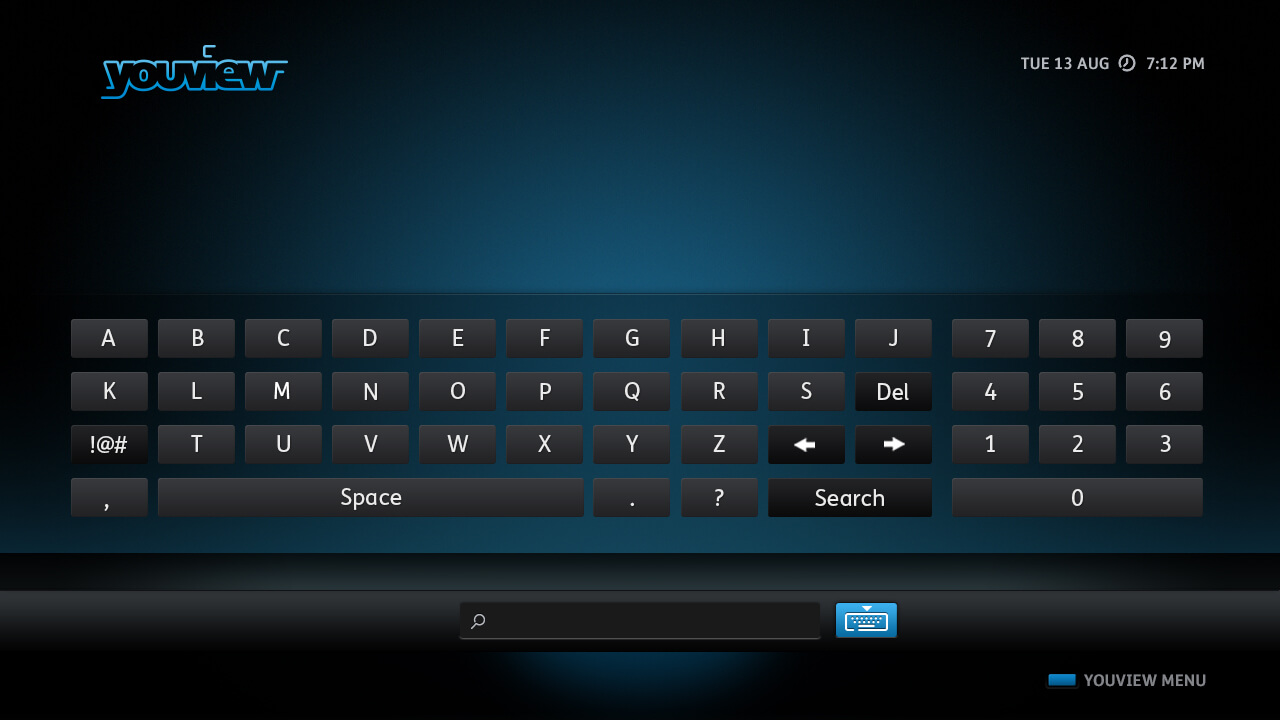 youview
TUE 13 AUG 7:12 PM
A B C D E F G H I J 7 8 9
K L M N O P Q R S Del 4 5 6
!@# T U V W X Y Z 1 2 3
, Space . ? Search 0
YOUVIEW MENU